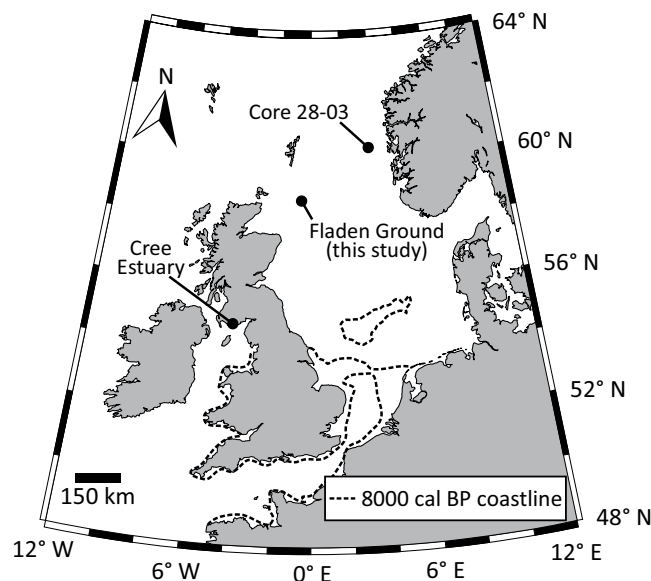 64° N
N
Core 28-03
60° N
Fladen Ground
(this study)
Cree
Estuary
56° N
52° N
150 km
8000 cal BP coastline
48° N
12° W
6° W
0° E
6° E
12° E